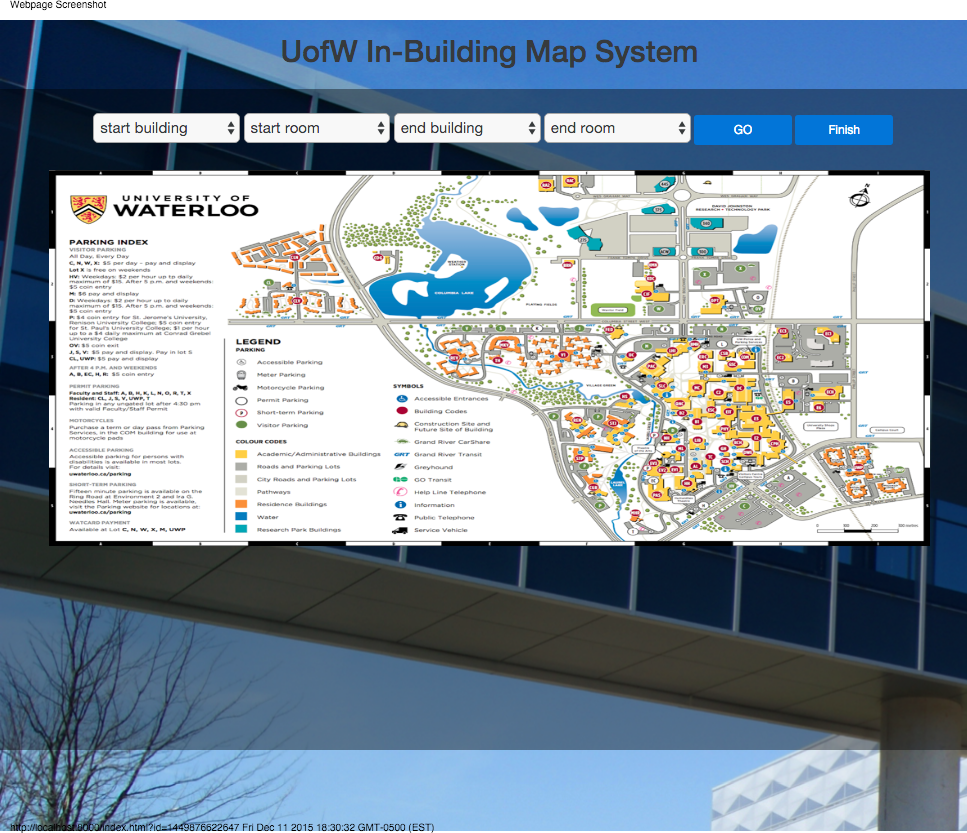 Webpage Screenshot
UofW In-Building Map System
start building
start room
end building
end room
GO
Finish
UNIVERSITY OF
WATERLOO
PARKING INDEX
VISITOR PARKING
All Day, Every Day
C, N, W, X: $5 per day - pay and display
Lot X is free on weekends
HV: Weekdays: $2 per hour up to daily
maximum of $15. After 5 p.m. and weekends:
$5 coin entry
M: $6 pay and display
D: Weekdays: $2 per hour up to daily
maximum of $15. After 5 p.m. and weekends:
$5 coin entry
P: $4 coin entry for St. Jerome's University,
Renison University College; $5 coin entry
for St. Paul's University College; $1 per hour
up to a $4 daily maximum at Conrad Grebel
University College
OV: $5 coin exit
J, S, V: $5 pay and display. Pay in lot S
CL, UWP: $5 pay and display
AFTER 4 P.M. AND WEEKENDS
A, B, EC, H, R: $5 coin entry
PERMIT PARKING
Faculty and Staff: A, B, H, K, L, N, O, R, T, X
Resident: CL, J, S, V, UWP, T
Parking in any ungated lot after 4:30 pm
with valid Faculty/Staff Permit
MOTORCYCLES
Purchase a term or day pass from Parking
Services, in the COM building for use at
motorcycle pads
ACCESSIBLE PARKING
Accessible parking for persons with
disabilities is available in most lots.
For details visit:
uwaterloo.ca/parking
SHORT-TERM PARKING
Fifteen minute parking is available on the
Ring Road at Environment 2 and Ira G.
Needles Hall. Meter parking is available,
visit the Parking website for locations at:
uwaterloo.ca/parking
WATCARD PAYMENT
Available at Lot C, N, W, X, M, UWP
LEGEND
PARKING
Accessible Parking
Meter Parking
Motorcycle Parking
Permit Parking
Short-term Parking
Visitor Parking
COLOUR CODES
Academic/Administrative Buildings
Roads and Parking Lots
City Roads and Parking Lots
Pathways
Residence Buildings
Water
Research Park Buildings
SYMBOLS
Accessible Entrances
Building Codes
Construction Site and
Future Site of Building
Grand River CarShare
GRT Grand River Transit
Greyhound
GO Transit
Help Line Telephone
Information
Public Telephone
Service Vehicle
DAVID JOHNSTON
RESEARCH + TECHNOLOGY PARK
COLUMBIA LAKE
PLAYING FIELDS
VILLAGE GREEN
http://localhost:8000/index.html?id=1449876622647 Fri Dec 11 2015 18:30:32 GMT-0500 (EST)